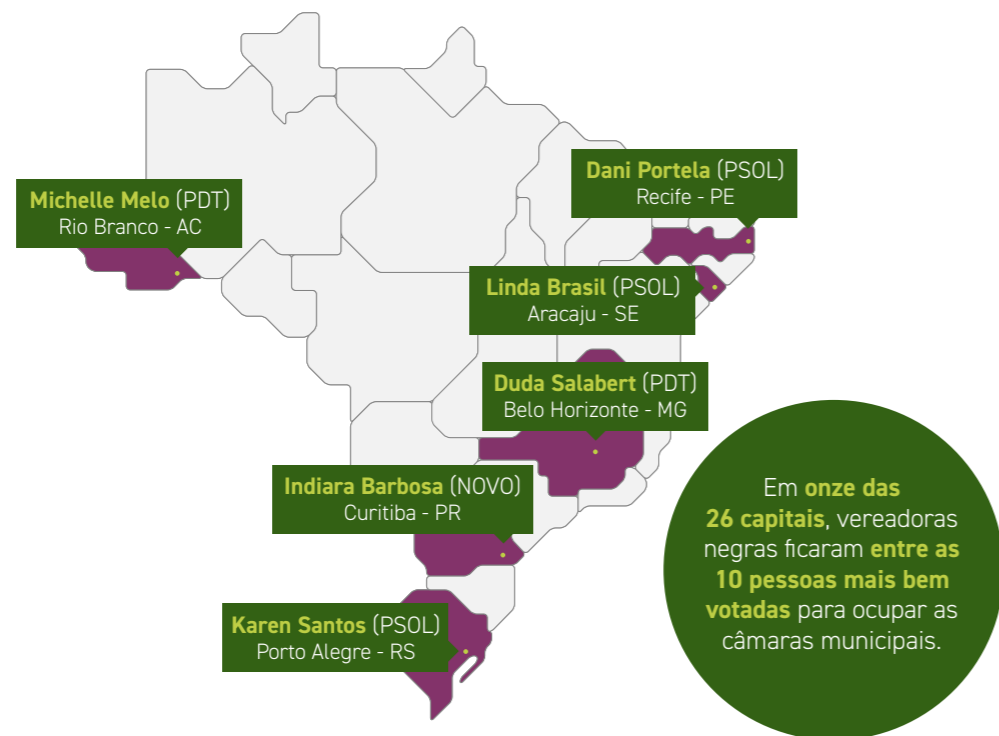 Dani Portela (PSOL)
Recife - PE
Michelle Melo (PDT)
Rio Branco - AC
Linda Brasil (PSOL)
Aracaju - SE
Duda Salabert (PDT)
Belo Horizonte - MG
Indiara Barbosa (NOVO)
Curitiba - PR
Karen Santos (PSOL)
Porto Alegre - RS
Em onze das
26 capitais, vereadoras
negras ficaram entre as
10 pessoas mais bem
votadas para ocupar as
câmaras municipais.